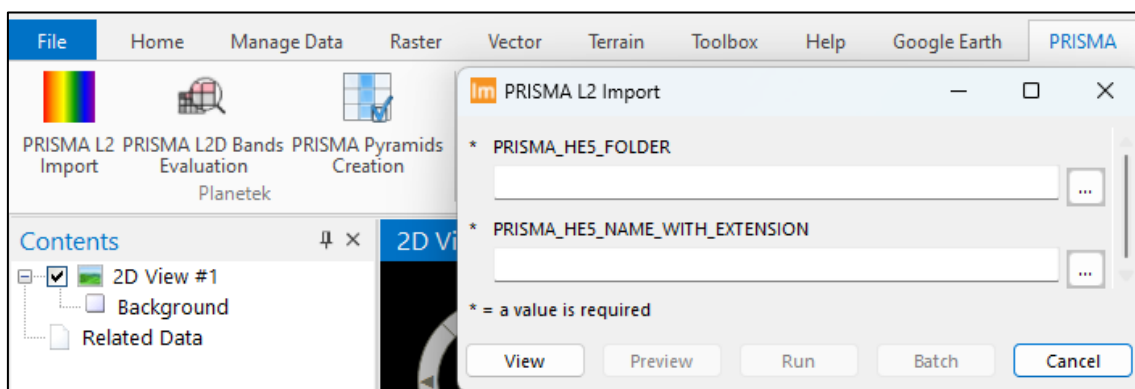 File Home Manage Data Raster Vector Terrain Toolbox Help Google Earth PRISMA
PRISMA L2 Import
PRISMA L2D Bands Evaluation
PRISMA Pyramids Creation
Planetek
Contents
2D View #1
Background
Related Data
2D Vi
Im PRISMA L2 Import
* PRISMA_HE5_FOLDER
...
* PRISMA_HE5_NAME_WITH_EXTENSION
...
* = a value is required
View Preview Run Batch Cancel